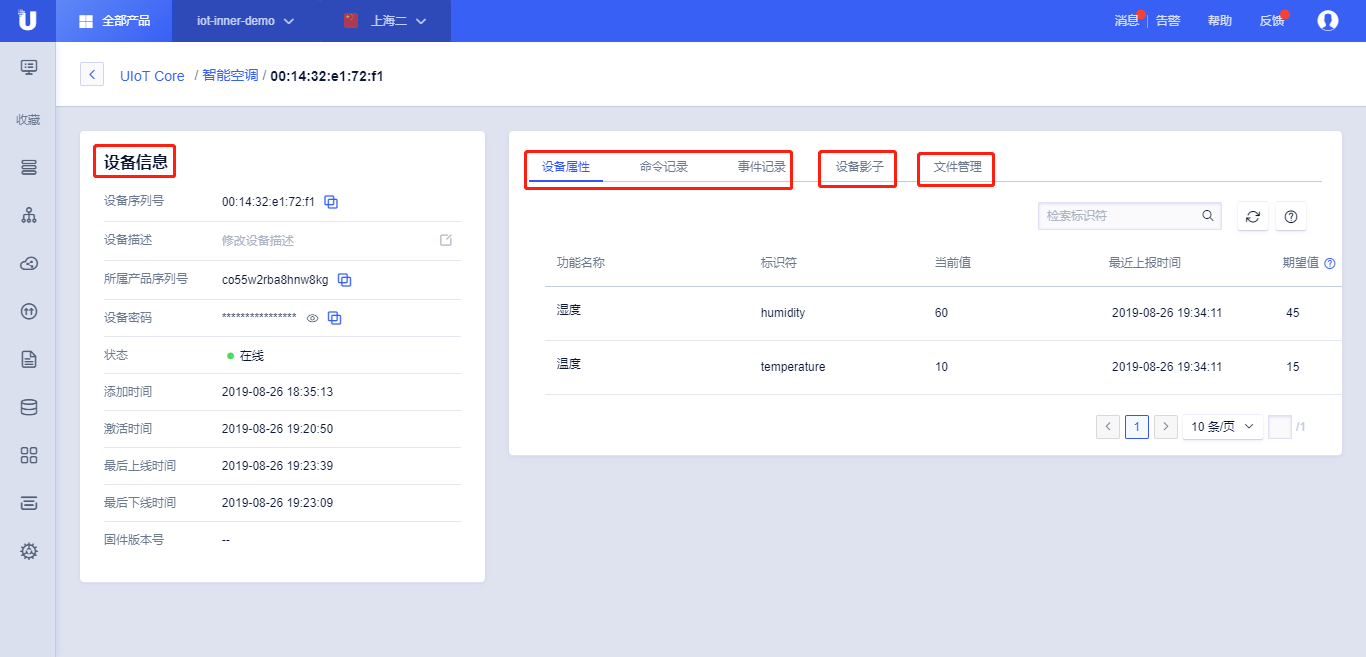 U 全部产品 iot-inner-demo 上海二 消息 告警 帮助 反馈
收藏
UIoT Core / 智能空调 / 00:14:32:e1:72:f1
设备信息
设备序列号 00:14:32:e1:72:f1
设备描述 修改设备描述
所属产品序列号 co55w2rba8hnw8kg
设备密码 ****************
状态 在线
添加时间 2019-08-26 18:35:13
激活时间 2019-08-26 19:20:50
最后上线时间 2019-08-26 19:23:39
最后下线时间 2019-08-26 19:23:09
固件版本号 --
设备属性 命令记录 事件记录 设备影子 文件管理
检索标识符
功能名称 标识符 当前值 最近上报时间 期望值
湿度 humidity 60 2019-08-26 19:34:11 45
温度 temperature 10 2019-08-26 19:34:11 15
1 10 条/页 /1